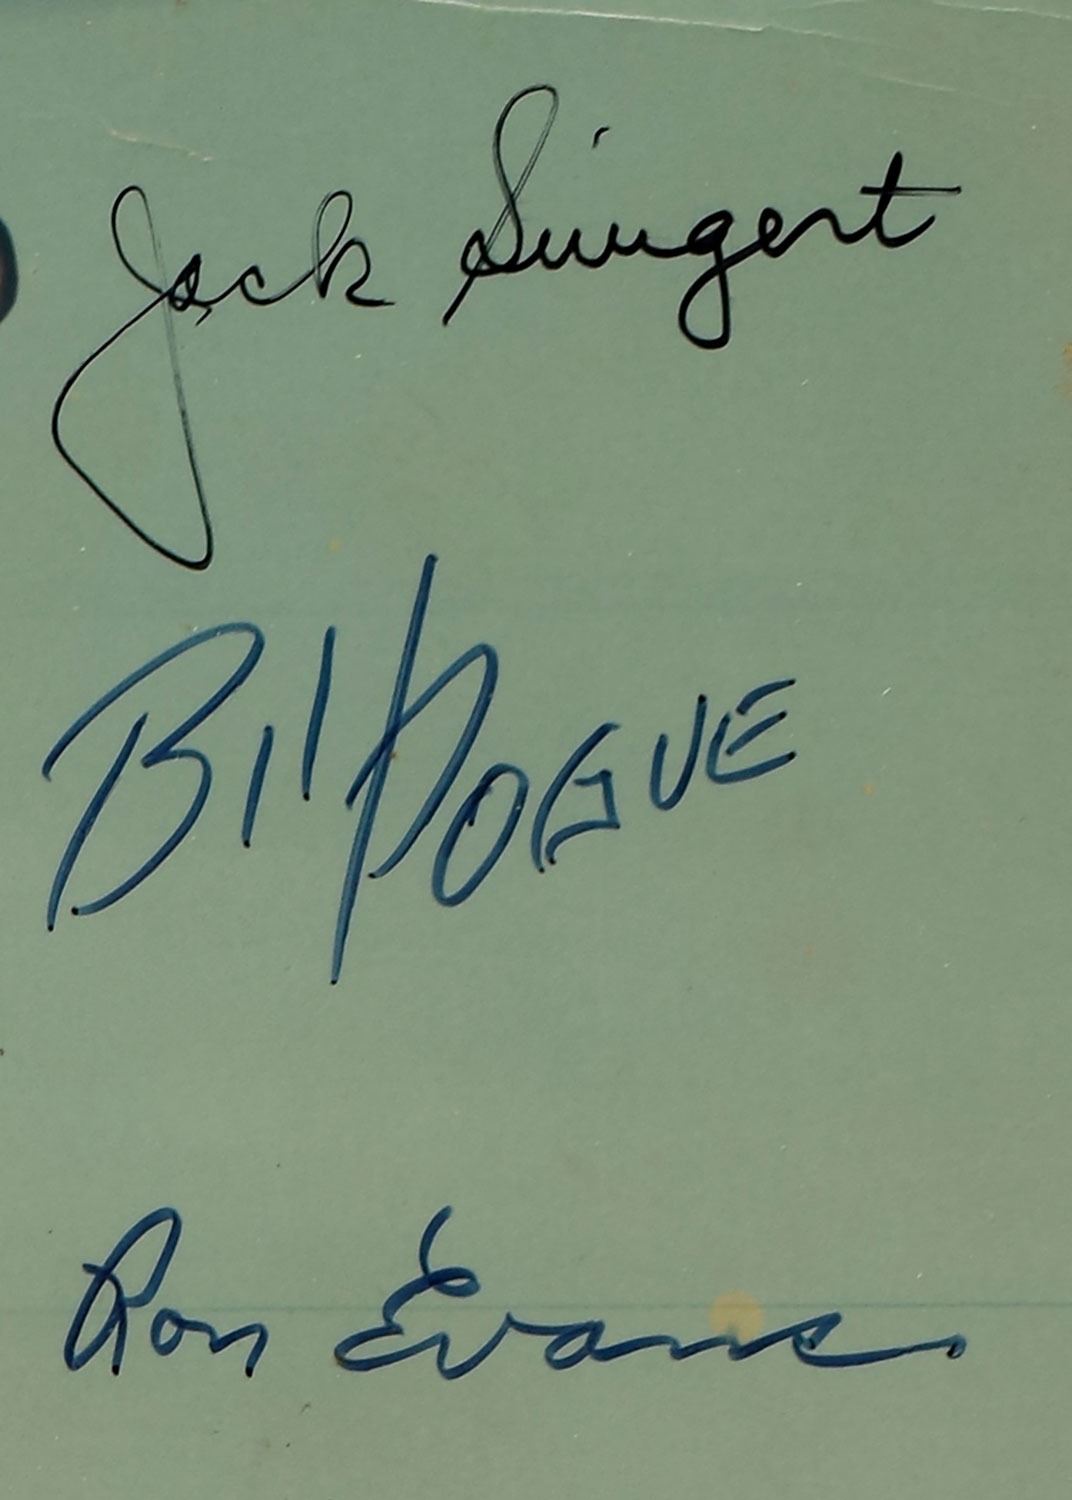 Jack Swigert
Bill Pogue
Ron Evans